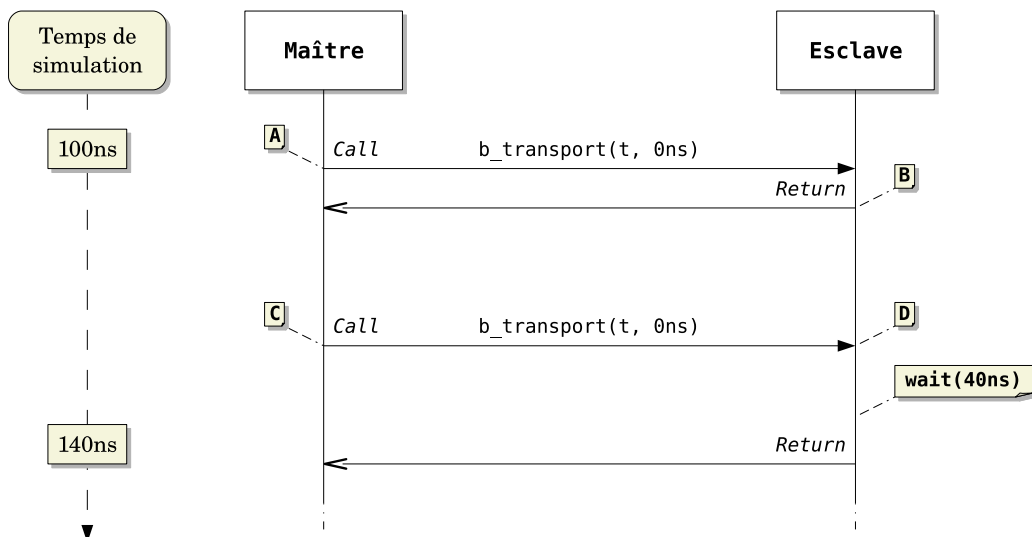 Temps de
simulation
Maître
Esclave
A
100ns
Call b_transport(t, 0ns)
B
Return
C
D
Call b_transport(t, 0ns)
wait(40ns)
140ns
Return